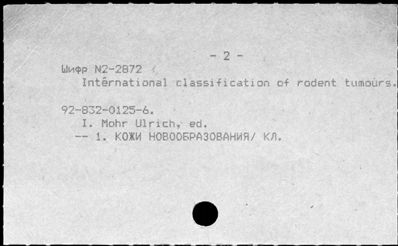 - 2 -
Шифр N2-2872
International classification of rodent tumours.
92-832-0125-6.
I. Mohr Ulrich, ed.
-- 1. КОЖИ НОВООБРАЗОВАНИЯ/ КЛ.